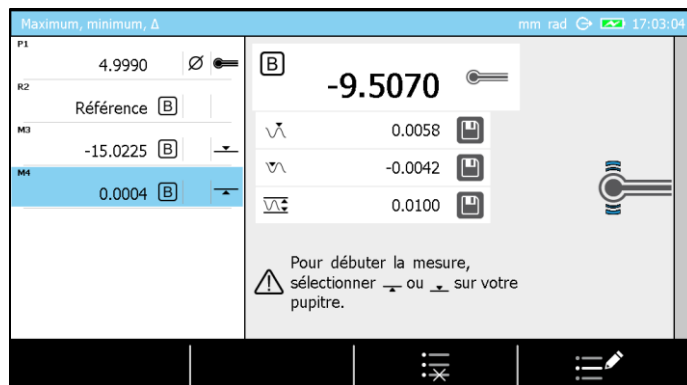 Maximum, minimum, Δ mm rad 17:03:04
P1
4.9990 Ø
R2
Référence B
M3
-15.0225 B
M4
0.0004 B
B
-9.5070
0.0058
-0.0042
0.0100
Pour débuter la mesure,
sélectionner ou sur votre
pupitre.